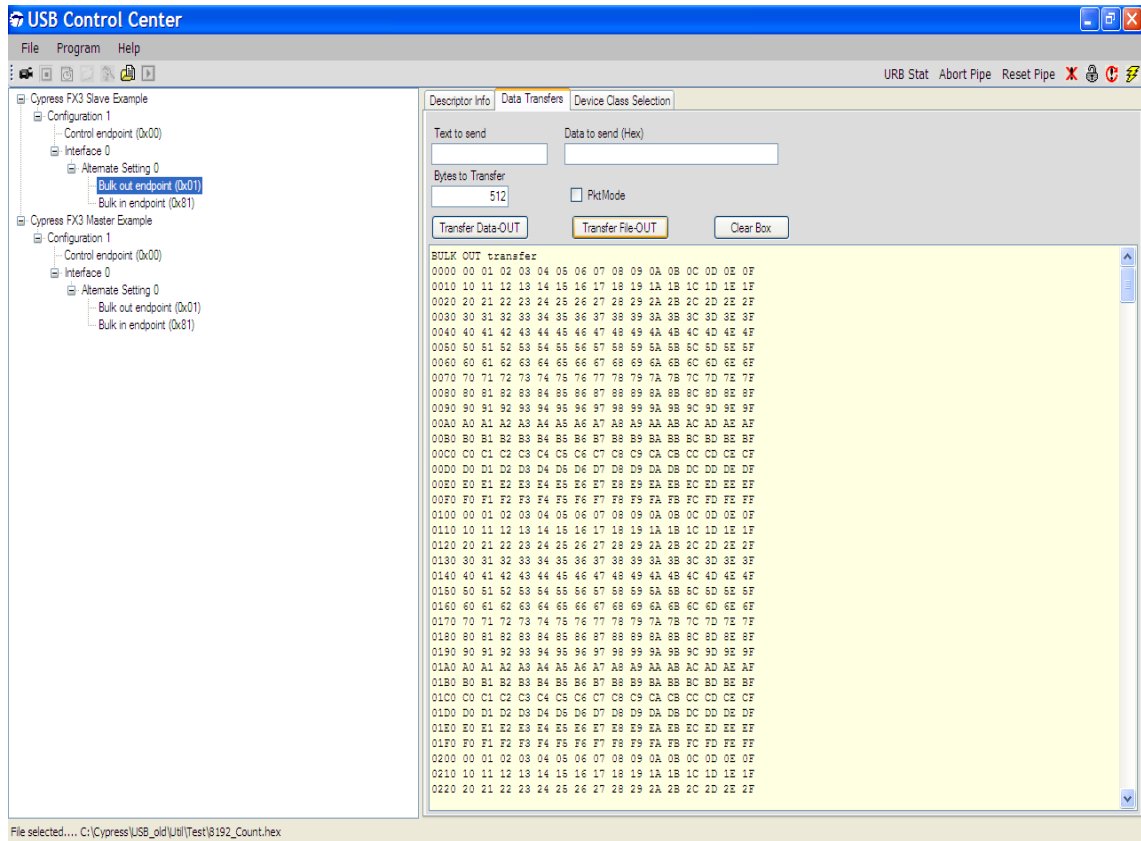 USB Control Center
File Program Help
URB Stat Abort Pipe Reset Pipe
Cypress FX3 Slave Example
Configuration 1
Control endpoint (0x00)
Interface 0
Alternate Setting 0
Bulk out endpoint (0x01)
Bulk in endpoint (0x81)
Cypress FX3 Master Example
Configuration 1
Control endpoint (0x00)
Interface 0
Alternate Setting 0
Bulk out endpoint (0x01)
Bulk in endpoint (0x81)
Descriptor Info Data Transfers Device Class Selection
Text to send Data to send (Hex)
Bytes to Transfer
512 PktMode
Transfer Data-OUT Transfer File-OUT Clear Box
BULK OUT transfer
0000 00 01 02 03 04 05 06 07 08 09 0A 0B 0C 0D 0E 0F
0010 10 11 12 13 14 15 16 17 18 19 1A 1B 1C 1D 1E 1F
0020 20 21 22 23 24 25 26 27 28 29 2A 2B 2C 2D 2E 2F
0030 30 31 32 33 34 35 36 37 38 39 3A 3B 3C 3D 3E 3F
0040 40 41 42 43 44 45 46 47 48 49 4A 4B 4C 4D 4E 4F
0050 50 51 52 53 54 55 56 57 58 59 5A 5B 5C 5D 5E 5F
0060 60 61 62 63 64 65 66 67 68 69 6A 6B 6C 6D 6E 6F
0070 70 71 72 73 74 75 76 77 78 79 7A 7B 7C 7D 7E 7F
0080 80 81 82 83 84 85 86 87 88 89 8A 8B 8C 8D 8E 8F
0090 90 91 92 93 94 95 96 97 98 99 9A 9B 9C 9D 9E 9F
00A0 A0 A1 A2 A3 A4 A5 A6 A7 A8 A9 AA AB AC AD AE AF
00B0 B0 B1 B2 B3 B4 B5 B6 B7 B8 B9 BA BB BC BD BE BF
00C0 C0 C1 C2 C3 C4 C5 C6 C7 C8 C9 CA CB CC CD CE CF
00D0 D0 D1 D2 D3 D4 D5 D6 D7 D8 D9 DA DB DC DD DE DF
00E0 E0 E1 E2 E3 E4 E5 E6 E7 E8 E9 EA EB EC ED EE EF
00F0 F0 F1 F2 F3 F4 F5 F6 F7 F8 F9 FA FB FC FD FE FF
0100 00 01 02 03 04 05 06 07 08 09 0A 0B 0C 0D 0E 0F
0110 10 11 12 13 14 15 16 17 18 19 1A 1B 1C 1D 1E 1F
0120 20 21 22 23 24 25 26 27 28 29 2A 2B 2C 2D 2E 2F
0130 30 31 32 33 34 35 36 37 38 39 3A 3B 3C 3D 3E 3F
0140 40 41 42 43 44 45 46 47 48 49 4A 4B 4C 4D 4E 4F
0150 50 51 52 53 54 55 56 57 58 59 5A 5B 5C 5D 5E 5F
0160 60 61 62 63 64 65 66 67 68 69 6A 6B 6C 6D 6E 6F
0170 70 71 72 73 74 75 76 77 78 79 7A 7B 7C 7D 7E 7F
0180 80 81 82 83 84 85 86 87 88 89 8A 8B 8C 8D 8E 8F
0190 90 91 92 93 94 95 96 97 98 99 9A 9B 9C 9D 9E 9F
01A0 A0 A1 A2 A3 A4 A5 A6 A7 A8 A9 AA AB AC AD AE AF
01B0 B0 B1 B2 B3 B4 B5 B6 B7 B8 B9 BA BB BC BD BE BF
01C0 C0 C1 C2 C3 C4 C5 C6 C7 C8 C9 CA CB CC CD CE CF
01D0 D0 D1 D2 D3 D4 D5 D6 D7 D8 D9 DA DB DC DD DE DF
01E0 E0 E1 E2 E3 E4 E5 E6 E7 E8 E9 EA EB EC ED EE EF
01F0 F0 F1 F2 F3 F4 F5 F6 F7 F8 F9 FA FB FC FD FE FF
0200 00 01 02 03 04 05 06 07 08 09 0A 0B 0C 0D 0E 0F
0210 10 11 12 13 14 15 16 17 18 19 1A 1B 1C 1D 1E 1F
0220 20 21 22 23 24 25 26 27 28 29 2A 2B 2C 2D 2E 2F
File selected.... C:\Cypress\USB_old\Util\Test\8192_Count.hex